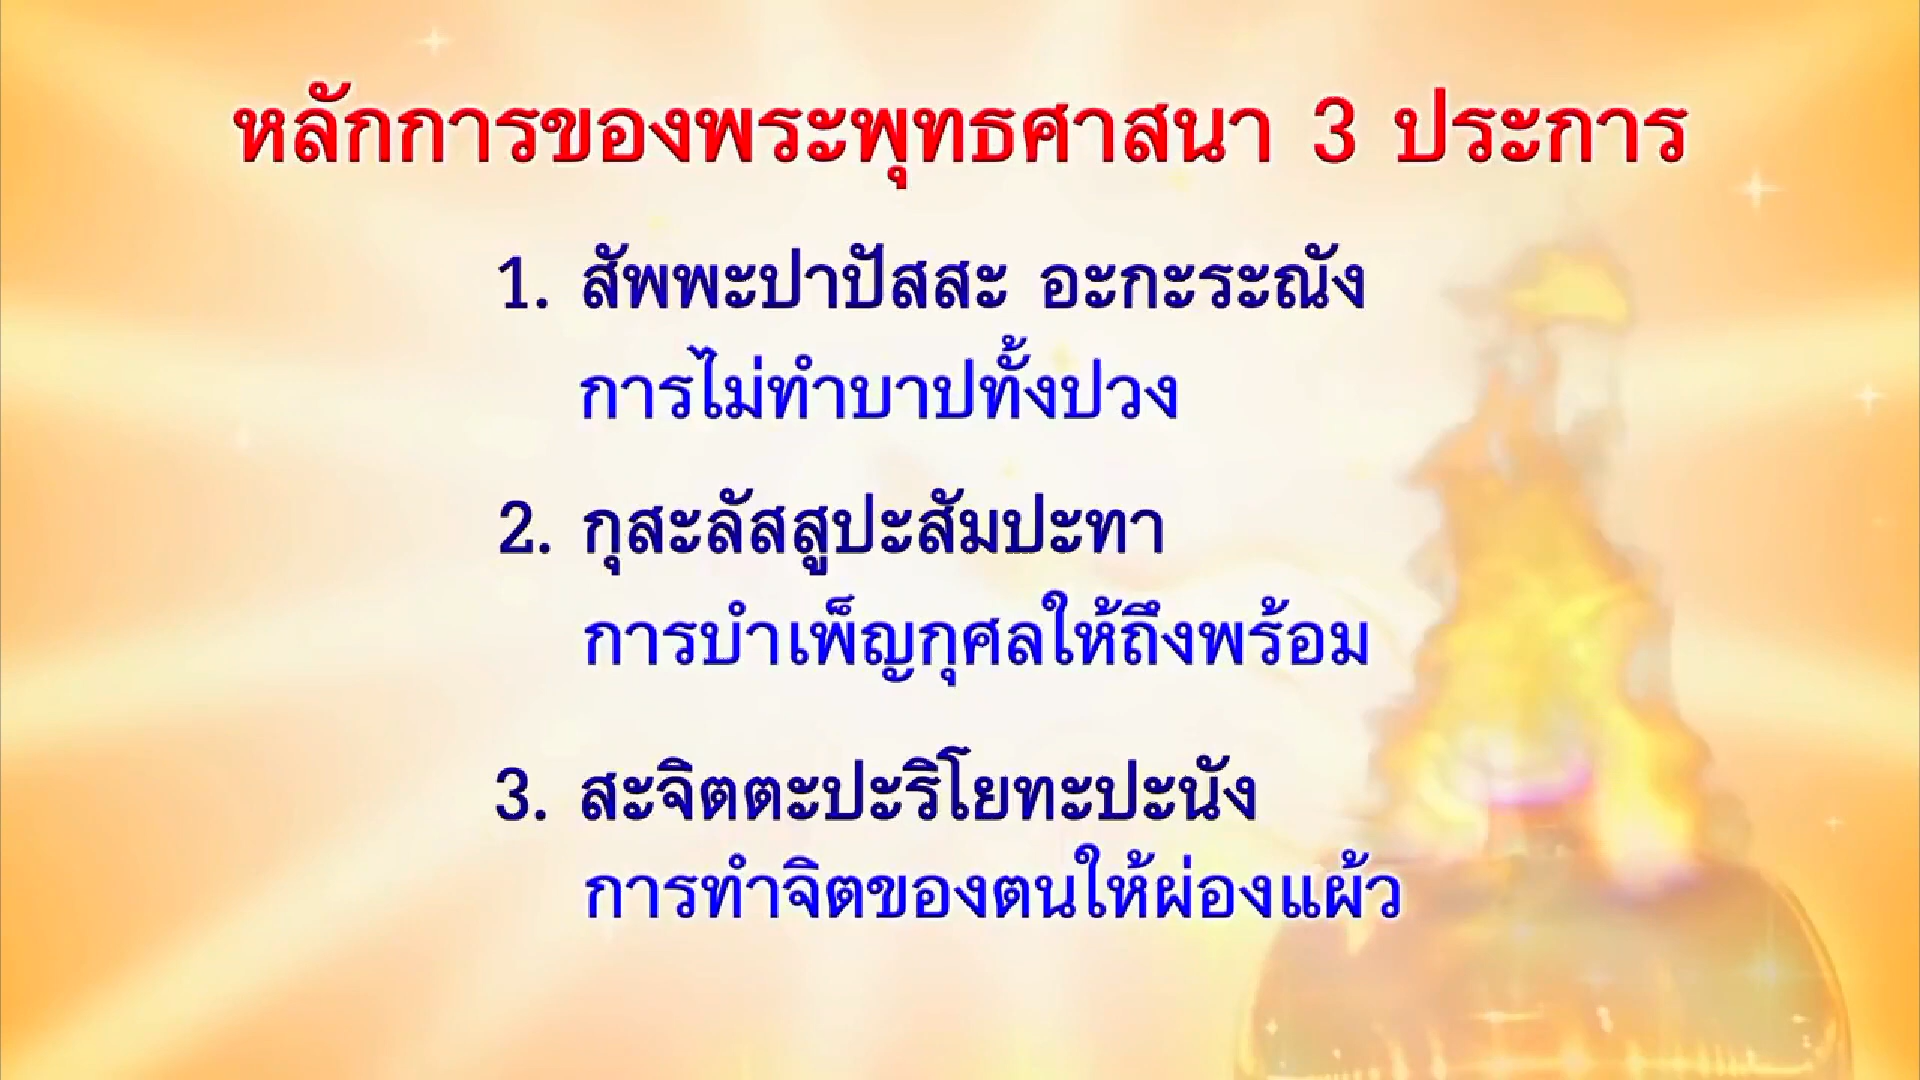 หลักการของพระพุทธศาสนา 3 ประการ
1. สัพพะปาปัสสะ อะกะระณัง
การไม่ทำบาปทั้งปวง
2. กุสะลัสสูปะสัมปะทา
การบำเพ็ญกุศลให้ถึงพร้อม
3. สะจิตตะปะริโยทะปะนัง
การทำจิตของตนให้ผ่องแผ้ว